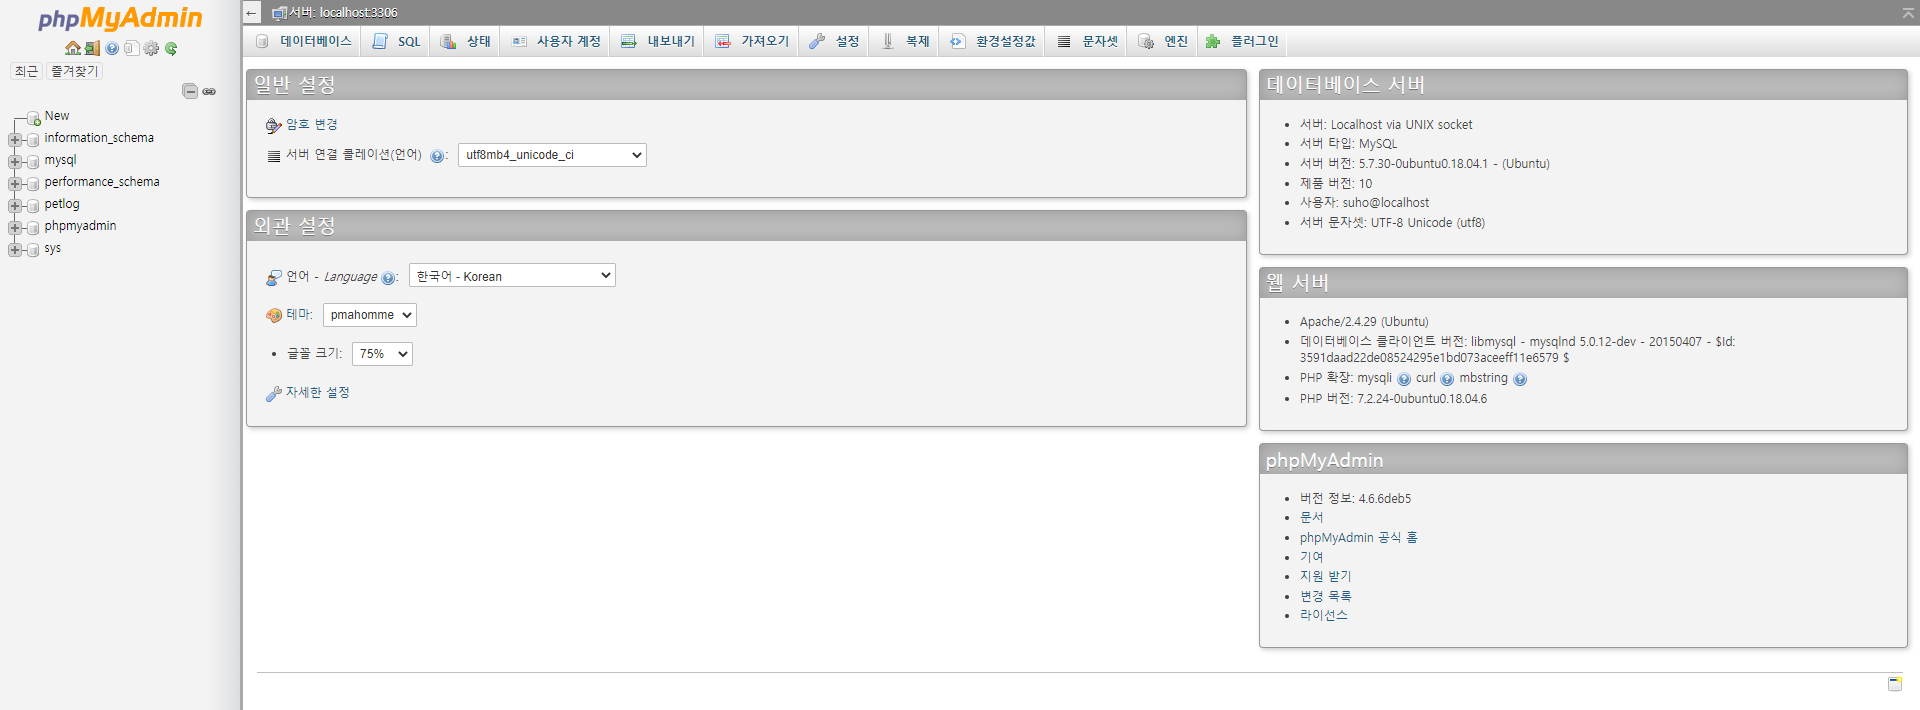 phpMyAdmin
최근 즐겨찾기
New
information_schema
mysql
performance_schema
petlog
phpmyadmin
sys
서버: localhost:3306
데이터베이스 SQL 상태 사용자 계정 내보내기 가져오기 설정 복제 환경설정값 문자셋 엔진 플러그인
일반 설정
암호 변경
서버 연결 콜레이션(언어) : utf8mb4_unicode_ci
외관 설정
언어 - Language : 한국어 - Korean
테마: pmahomme
글꼴 크기: 75%
자세한 설정
데이터베이스 서버
서버: Localhost via UNIX socket
서버 타입: MySQL
서버 버전: 5.7.30-0ubuntu0.18.04.1 - (Ubuntu)
제품 버전: 10
사용자: suho@localhost
서버 문자셋: UTF-8 Unicode (utf8)
웹 서버
Apache/2.4.29 (Ubuntu)
데이터베이스 클라이언트 버전: libmysql - mysqlnd 5.0.12-dev - 20150407 - $Id:
3591daad22de08524295e1bd073aceeff11e6579 $
PHP 확장: mysqli curl mbstring
PHP 버전: 7.2.24-0ubuntu0.18.04.6
phpMyAdmin
버전 정보: 4.6.6deb5
문서
phpMyAdmin 공식 홈
기여
지원 받기
변경 목록
라이선스